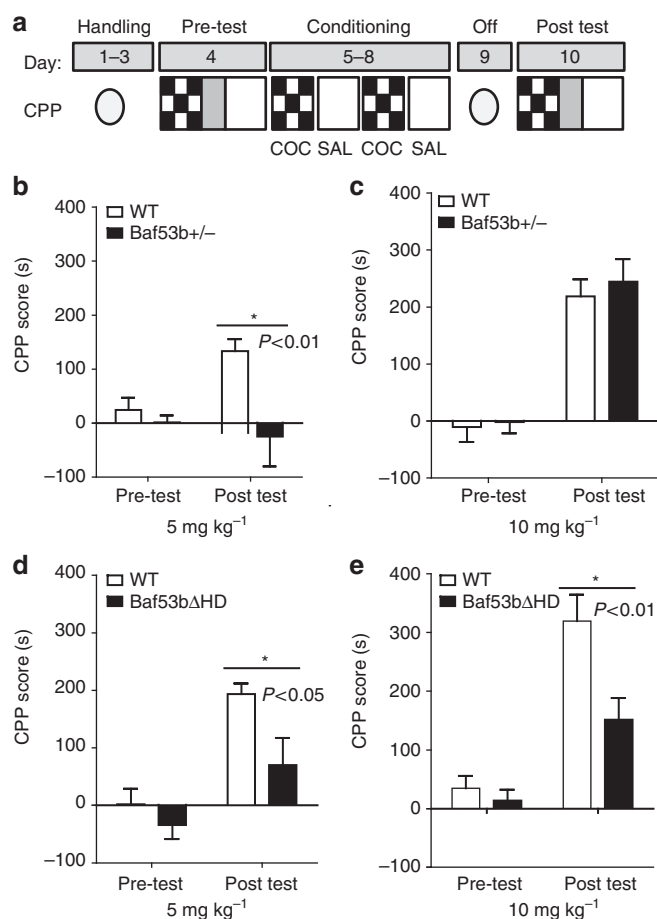 a
Handling Pre-test Conditioning Off Post test
Day: 1–3 4 5–8 9 10
CPP
COC SAL COC SAL
b
WT
Baf53b+/–
CPP score (s)
400
300
200
100
0
–100
*
P<0.01
Pre-test Post test
5 mg kg⁻¹
c
WT
Baf53b+/–
CPP score (s)
400
300
200
100
0
–100
Pre-test Post test
10 mg kg⁻¹
d
WT
Baf53bΔHD
CPP score (s)
400
300
200
100
0
–100
*
P<0.05
Pre-test Post test
5 mg kg⁻¹
e
WT
Baf53bΔHD
CPP score (s)
400
300
200
100
0
–100
*
P<0.01
Pre-test Post test
10 mg kg⁻¹